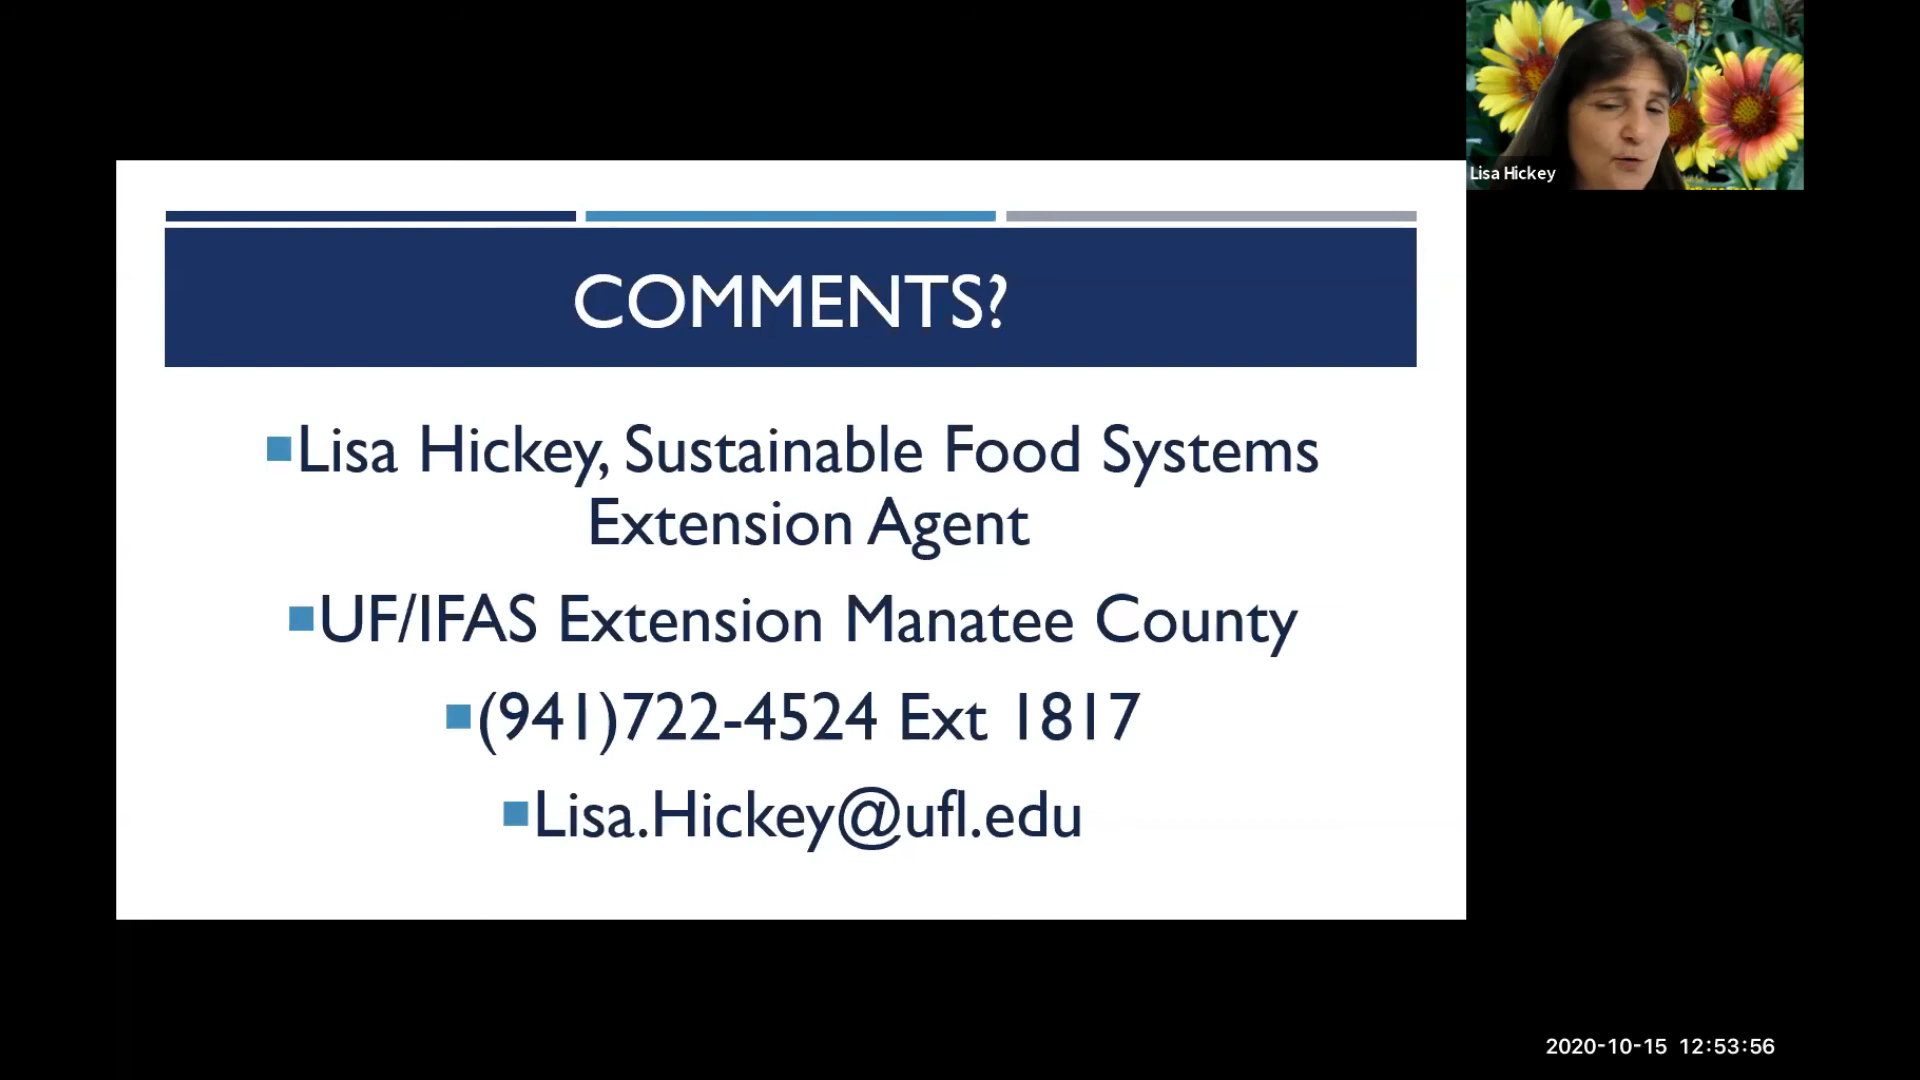 Lisa Hickey
COMMENTS?
Lisa Hickey, Sustainable Food Systems
Extension Agent
UF/IFAS Extension Manatee County
(941)722-4524 Ext 1817
Lisa.Hickey@ufl.edu
2020-10-15 12:53:56